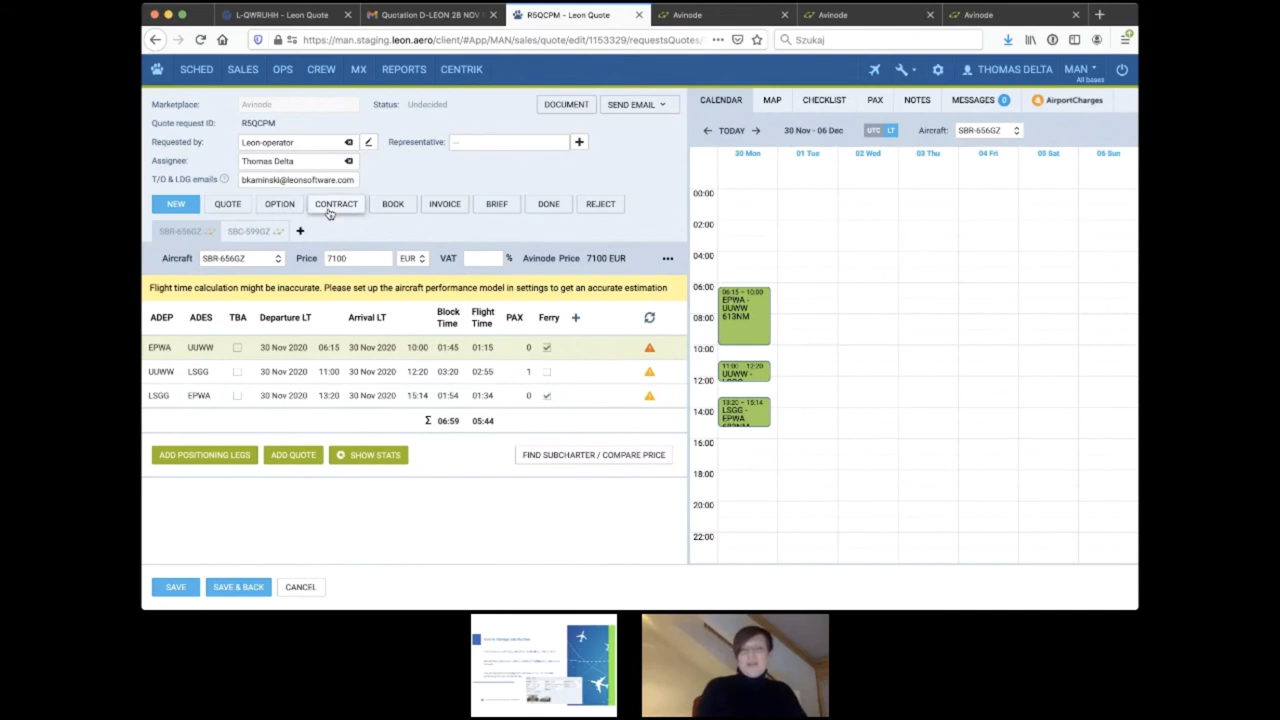 L-QWRUHH - Leon Quote
Quotation D-LEON 28 NOV
R5QCPM - Leon Quote
Avinode
Avinode
Avinode
https://man.staging.leon.aero/client/#App/MAN/sales/quote/edit/1153329/requestsQuotes/
Szukaj
SCHED SALES OPS CREW MX REPORTS CENTRIK
THOMAS DELTA
MAN
All bases
Marketplace: Avinode Status: Undecided DOCUMENT SEND EMAIL
Quote request ID: R5QCPM
Requested by: Leon-operator Representative: ---
Assignee: Thomas Delta
T/O & LDG emails bkaminski@leonsoftware.com
NEW QUOTE OPTION CONTRACT BOOK INVOICE BRIEF DONE REJECT
SBR-656GZ SBC-599GZ +
Aircraft SBR-656GZ Price 7100 EUR VAT % Avinode Price 7100 EUR
Flight time calculation might be inaccurate. Please set up the aircraft performance model in settings to get an accurate estimation
ADEP ADES TBA Departure LT Arrival LT Block Time Flight Time PAX Ferry
EPWA UUWW 30 Nov 2020 06:15 30 Nov 2020 10:00 01:45 01:15 0
UUWW LSGG 30 Nov 2020 11:00 30 Nov 2020 12:20 03:20 02:55 1
LSGG EPWA 30 Nov 2020 13:20 30 Nov 2020 15:14 01:54 01:34 0
Σ 06:59 05:44
ADD POSITIONING LEGS ADD QUOTE SHOW STATS FIND SUBCHARTER / COMPARE PRICE
SAVE SAVE & BACK CANCEL
CALENDAR MAP CHECKLIST PAX NOTES MESSAGES 0 AirportCharges
TODAY 30 Nov - 06 Dec UTC LT Aircraft: SBR-656GZ
30 Mon 01 Tue 02 Wed 03 Thu 04 Fri 05 Sat 06 Sun
00:00
02:00
04:00
06:00
08:00
10:00
12:00
14:00
16:00
18:00
20:00
22:00
06:15 – 10:00
EPWA -
UUWW
613NM
11:00 12:20
UUWW -
LSGG
13:20 – 15:14
LSGG -
EPWA